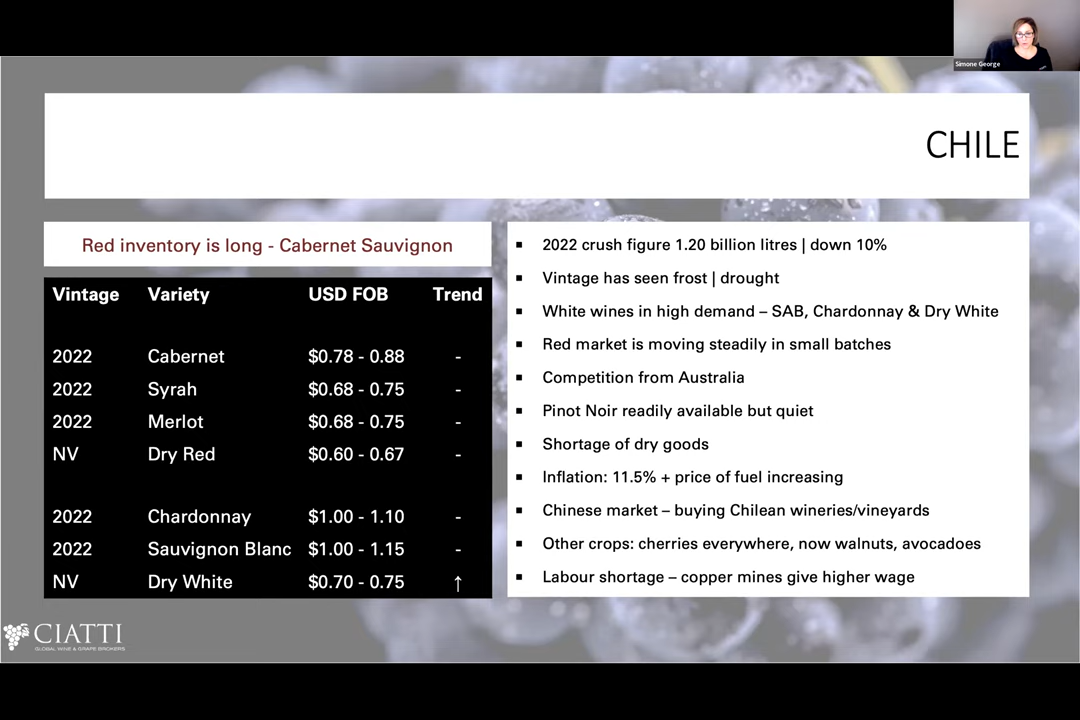 Simone George
CHILE
Red inventory is long - Cabernet Sauvignon
Vintage Variety USD FOB Trend
2022 Cabernet $0.78 - 0.88 -
2022 Syrah $0.68 - 0.75 -
2022 Merlot $0.68 - 0.75 -
NV Dry Red $0.60 - 0.67 -
2022 Chardonnay $1.00 - 1.10 -
2022 Sauvignon Blanc $1.00 - 1.15 -
NV Dry White $0.70 - 0.75 ↑
▪ 2022 crush figure 1.20 billion litres | down 10%
▪ Vintage has seen frost | drought
▪ White wines in high demand – SAB, Chardonnay & Dry White
▪ Red market is moving steadily in small batches
▪ Competition from Australia
▪ Pinot Noir readily available but quiet
▪ Shortage of dry goods
▪ Inflation: 11.5% + price of fuel increasing
▪ Chinese market – buying Chilean wineries/vineyards
▪ Other crops: cherries everywhere, now walnuts, avocadoes
▪ Labour shortage – copper mines give higher wage
CIATTI
GLOBAL WINE & GRAPE BROKERS